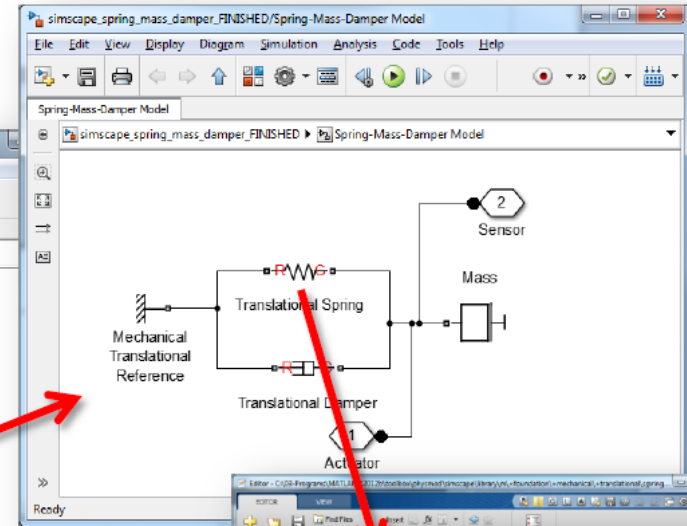 simscape_spring_mass_damper_FINISHED/Spring-Mass-Damper Model
File Edit View Display Diagram Simulation Analysis Code Tools Help
Spring-Mass-Damper Model
simscape_spring_mass_damper_FINISHED Spring-Mass-Damper Model
2
Sensor
R C
Translational Spring
Mass
Mechanical
Translational
Reference
R C
Translational Damper
1
Actuator
Ready
EDITOR VIEW
Find Files